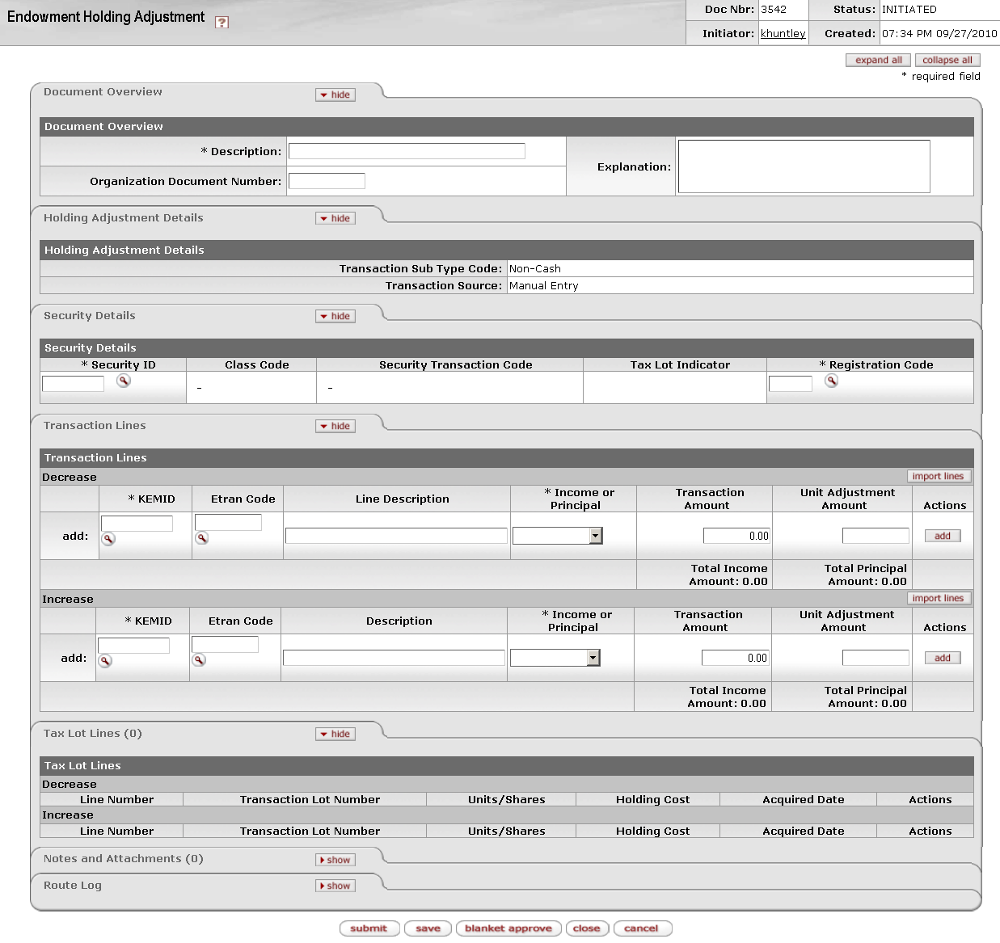 Endowment Holding Adjustment ?
Doc Nbr: 3542 Status: INITIATED
Initiator: khuntley Created: 07:34 PM 09/27/2010
expand all collapse all
* required field
Document Overview hide
Document Overview
* Description:
Explanation:
Organization Document Number:
Holding Adjustment Details hide
Holding Adjustment Details
Transaction Sub Type Code: Non-Cash
Transaction Source: Manual Entry
Security Details hide
Security Details
* Security ID Class Code Security Transaction Code Tax Lot Indicator * Registration Code
- -
Transaction Lines hide
Transaction Lines
Decrease import lines
* KEMID Etran Code Line Description * Income or Principal Transaction Amount Unit Adjustment Amount Actions
add: 0.00 add
Total Income Amount: 0.00 Total Principal Amount: 0.00
Increase import lines
* KEMID Etran Code Description * Income or Principal Transaction Amount Unit Adjustment Amount Actions
add: 0.00 add
Total Income Amount: 0.00 Total Principal Amount: 0.00
Tax Lot Lines (0) hide
Tax Lot Lines
Decrease
Line Number Transaction Lot Number Units/Shares Holding Cost Acquired Date Actions
Increase
Line Number Transaction Lot Number Units/Shares Holding Cost Acquired Date Actions
Notes and Attachments (0) show
Route Log show
submit save blanket approve close cancel